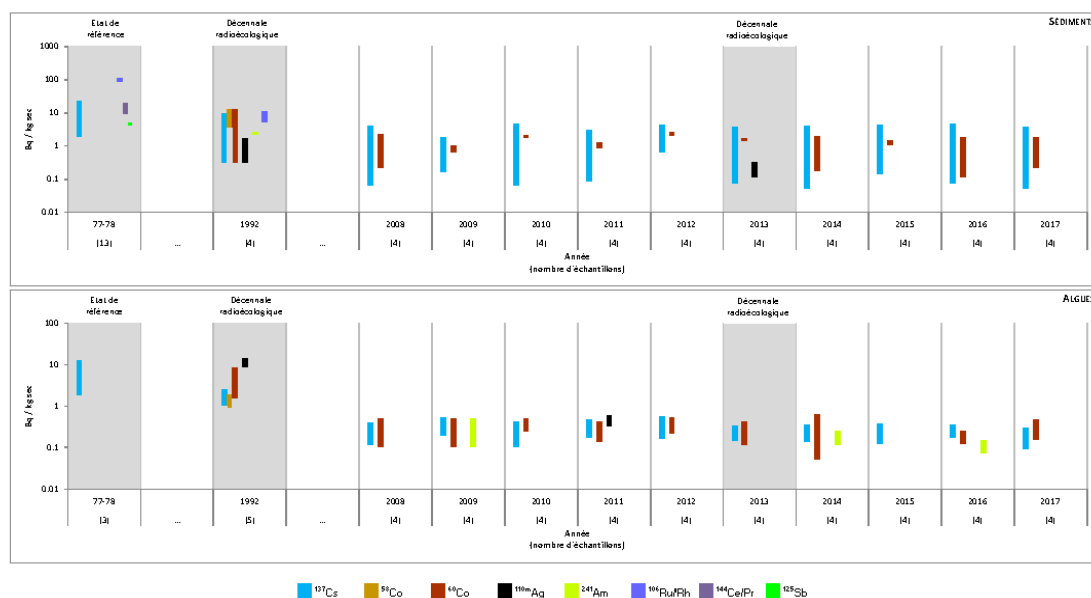 SÉDIMENTS
Etat de
référence
Décennale
radioécologique
Décennale
radioécologique
1000
100
10
1
0.1
0.01
Bq / kg sec
77-78 ... 1992 ... 2008 2009 2010 2011 2012 2013 2014 2015 2016 2017
(13) ... (4) ... (4) (4) (4) (4) (4) (4) (4) (4) (4) (4)
Année
(nombre d'échantillons)
ALGUES
Etat de
référence
Décennale
radioécologique
Décennale
radioécologique
100
10
1
0.1
0.01
Bq / kg sec
77-78 ... 1992 ... 2008 2009 2010 2011 2012 2013 2014 2015 2016 2017
(3) ... (5) ... (4) (4) (4) (4) (4) (4) (4) (4) (4) (4)
Année
(nombre d'échantillons)
¹³⁷Cs ⁵⁸Co ⁶⁰Co ¹¹⁰ᵐAg ²⁴¹Am ¹⁰⁶Ru/Rh ¹⁴⁴Ce/Pr ¹²⁵Sb